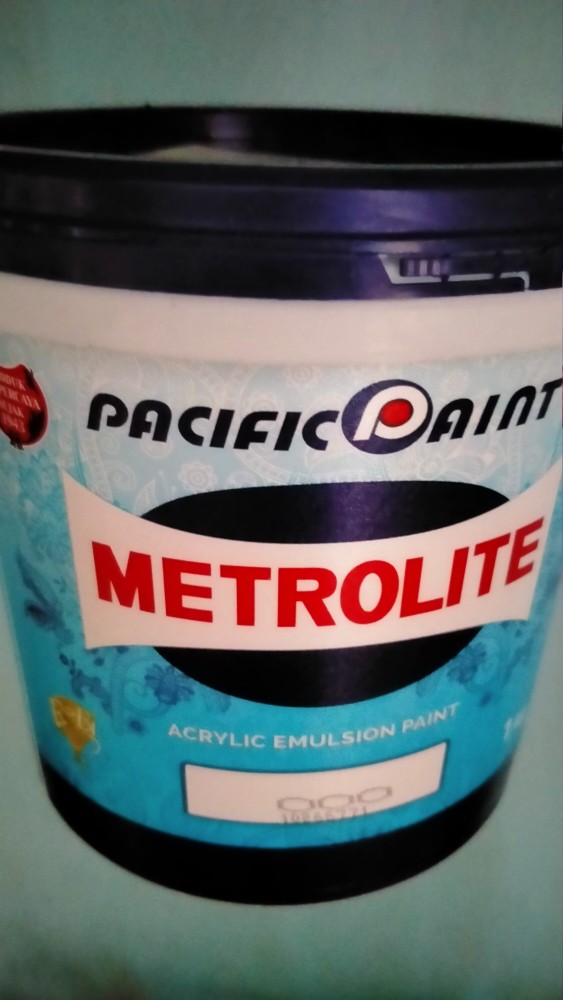 PACIFIC PAINT
METROLITE
ACRYLIC EMULSION PAINT